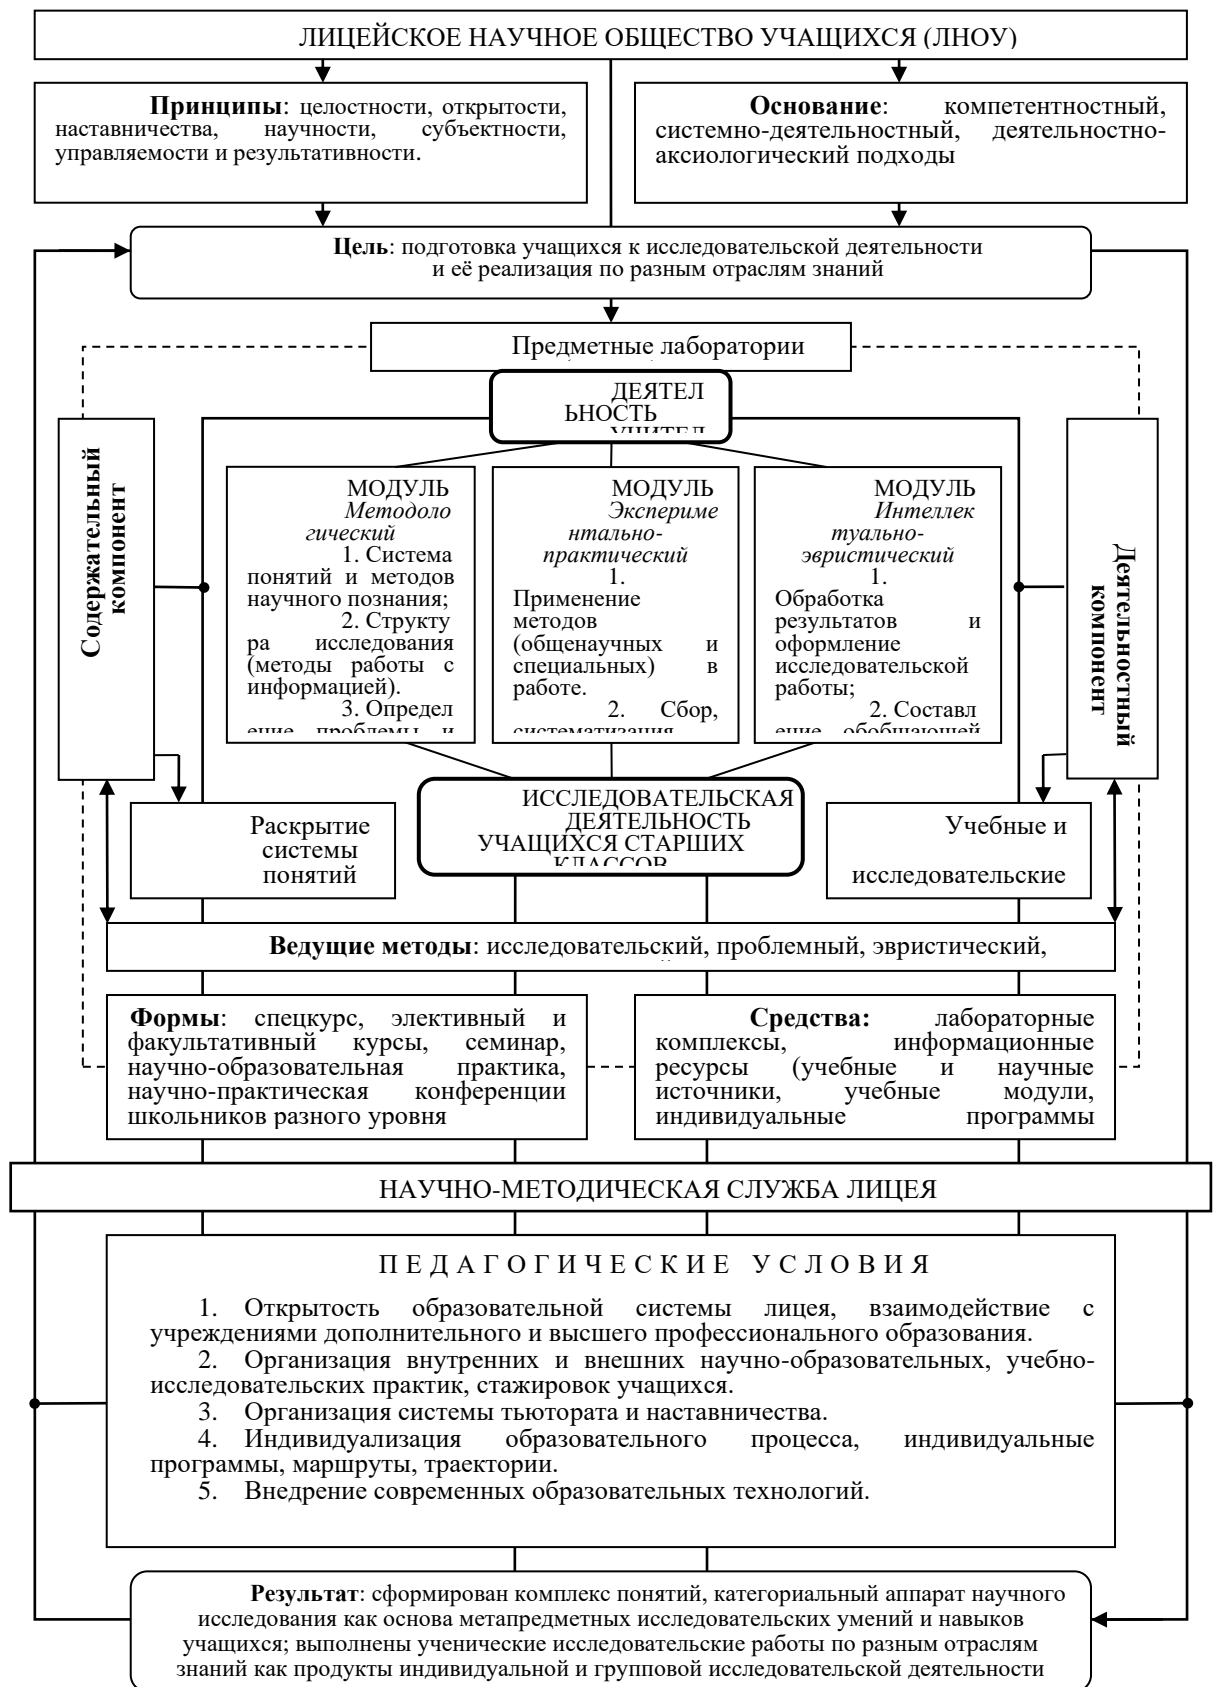 ЛИЦЕЙСКОЕ НАУЧНОЕ ОБЩЕСТВО УЧАЩИХСЯ (ЛНОУ)
Принципы: целостности, открытости,
наставничества, научности, субъектности,
управляемости и результативности.
Основание: компетентностный,
системно-деятельностный, деятельностно-
аксиологический подходы
Цель: подготовка учащихся к исследовательской деятельности
и её реализация по разным отраслям знаний
Предметные лаборатории
ДЕЯТЕЛ
ЬНОСТЬ
УЧИТЕЛ
Содержательный
компонент
МОДУЛЬ
Методоло
гический
1. Система
понятий и методов
научного познания;
2. Структу
ра исследования
(методы работы с
информацией).
3. Определ
ение проблемы и
МОДУЛЬ
Эксперимe
нтально-
практический
1.
Применение
методов
(общенаучных и
специальных) в
работе.
2. Сбор,
систематизация
МОДУЛЬ
Интеллек
туально-
эвристический
1.
Обработка
результатов и
оформление
исследовательской
работы;
2. Составл
ение обобщающей
Деятельностный
компонент
Раскрытие
системы
понятий
ИССЛЕДОВАТЕЛЬСКАЯ
ДЕЯТЕЛЬНОСТЬ
УЧАЩИХСЯ СТАРШИХ
КЛАССОВ
Учебные и
исследовательские
Ведущие методы: исследовательский, проблемный, эвристический,
Формы: спецкурс, элективный и
факультативный курсы, семинар,
научно-образовательная практика,
научно-практическая конференции
школьников разного уровня
Средства: лабораторные
комплексы, информационные
ресурсы (учебные и научные
источники, учебные модули,
индивидуальные программы
НАУЧНО-МЕТОДИЧЕСКАЯ СЛУЖБА ЛИЦЕЯ
ПЕДАГОГИЧЕСКИЕ УСЛОВИЯ
1. Открытость образовательной системы лицея, взаимодействие с
учреждениями дополнительного и высшего профессионального образования.
2. Организация внутренних и внешних научно-образовательных, учебно-
исследовательских практик, стажировок учащихся.
3. Организация системы тьютората и наставничества.
4. Индивидуализация образовательного процесса, индивидуальные
программы, маршруты, траектории.
5. Внедрение современных образовательных технологий.
Результат: сформирован комплекс понятий, категориальный аппарат научного
исследования как основа метапредметных исследовательских умений и навыков
учащихся; выполнены ученические исследовательские работы по разным отраслям
знаний как продукты индивидуальной и групповой исследовательской деятельности